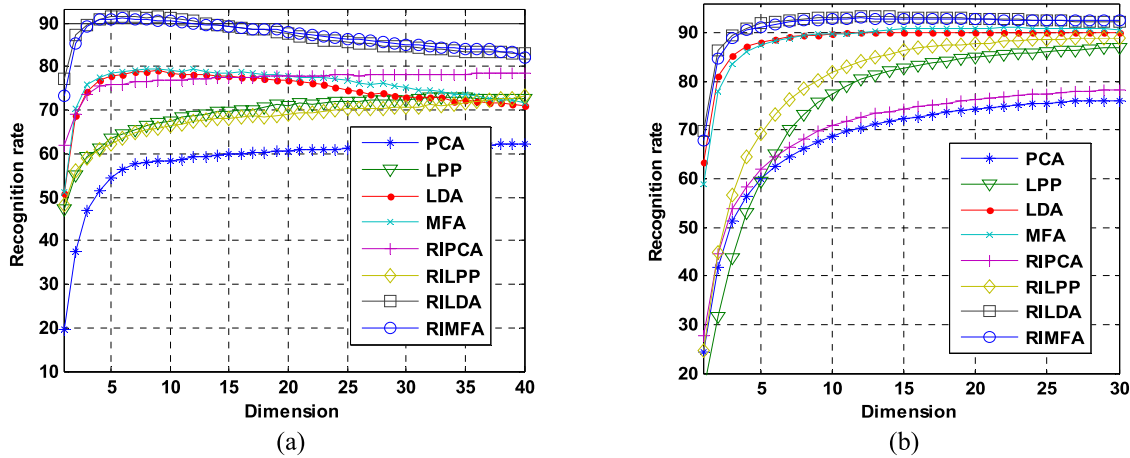 Recognition rate
90
80
70
60
50
40
30
20
10
5
10
15
20
25
30
35
40
Dimension
PCA
LPP
LDA
MFA
RIPCA
RILPP
RILDA
RIMFA
(a)
Recognition rate
90
80
70
60
50
40
30
20
5
10
15
20
25
30
Dimension
PCA
LPP
LDA
MFA
RIPCA
RILPP
RILDA
RIMFA
(b)